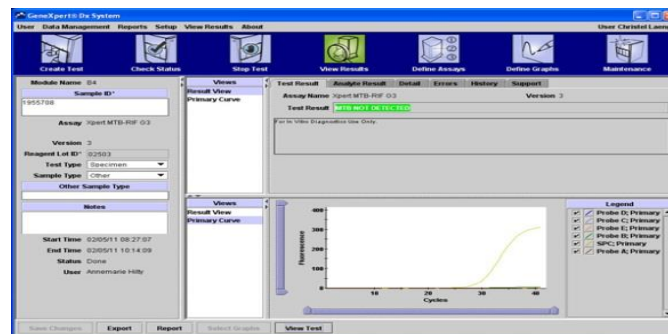 GeneXpert® Dx System
User Data Management Reports Setup View Results About
User Christel Laeng
Create Test Check Status Stop Test View Results Define Assays Define Graphs Maintenance
Module Name B4
Sample ID*
1955708
Assay Xpert MTB-RIF G3
Version 3
Reagent Lot ID* 02503
Test Type Specimen
Sample Type Other
Other Sample Type
Notes
Start Time 02/05/11 08:27:07
End Time 02/05/11 10:14:09
Status Done
User Annemarie Hilty
Views
Result View
Primary Curve
Test Result Analyte Result Detail Errors History Support
Assay Name Xpert MTB-RIF G3 Version 3
Test Result MTB NOT DETECTED
For In Vitro Diagnostic Use Only.
Views
Result View
Primary Curve
Fluorescence
400
300
200
100
0
10 20 30 40
Cycles
Legend
Probe D; Primary
Probe C; Primary
Probe E; Primary
Probe B; Primary
SPC; Primary
Probe A; Primary
Save Changes Export Report Select Graphs View Test